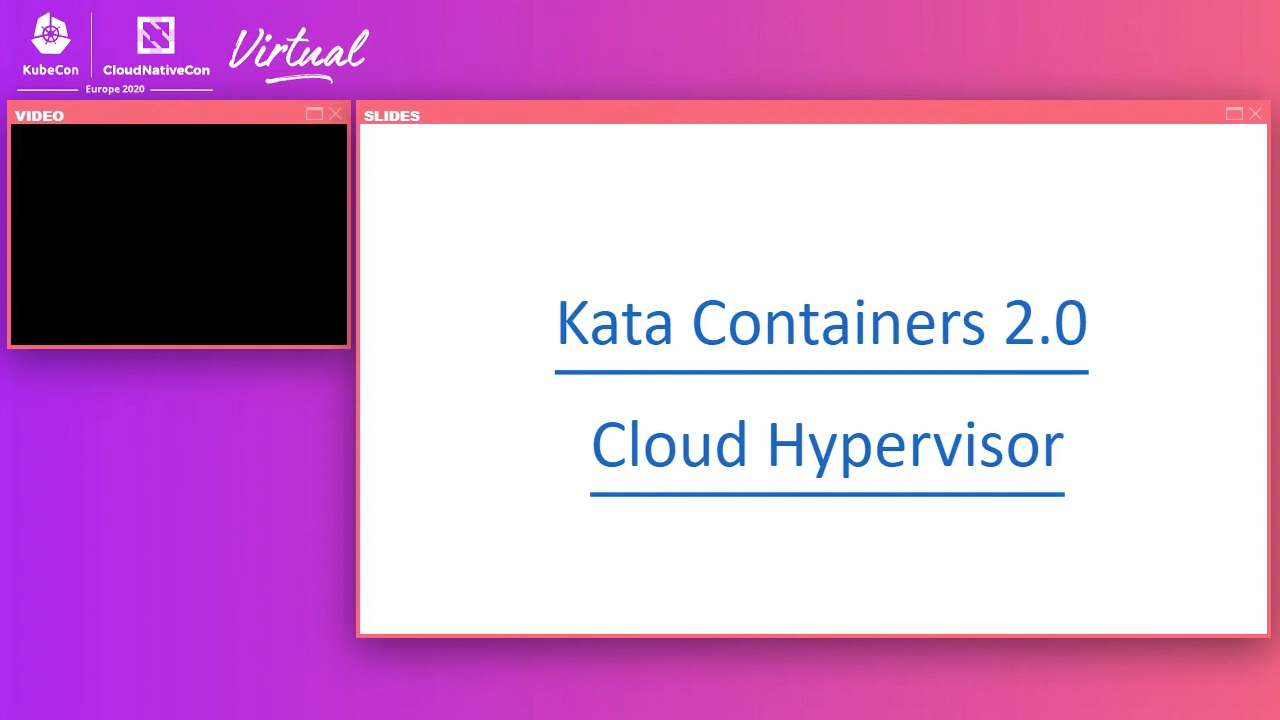 KubeCon
CloudNativeCon
Europe 2020
Virtual
VIDEO
SLIDES
Kata Containers 2.0
Cloud Hypervisor